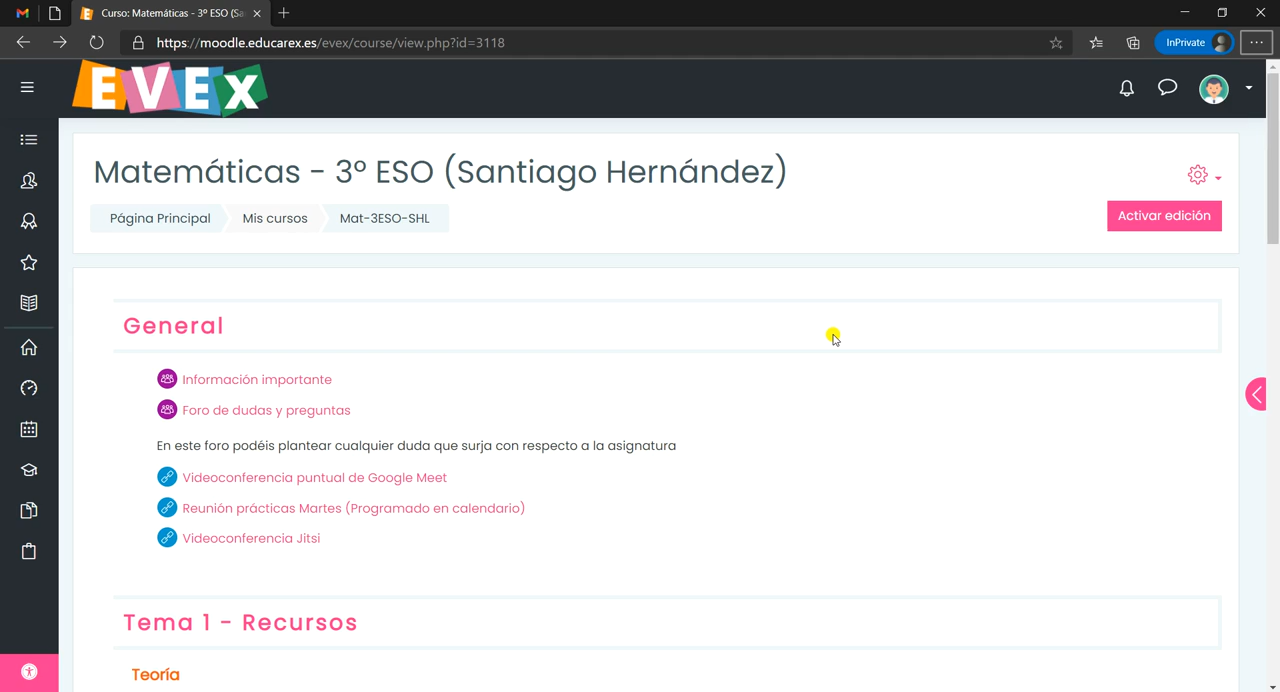 Curso: Matemáticas - 3º ESO (Sa
https://moodle.educarex.es/evex/course/view.php?id=3118
InPrivate
EVEX
Matemáticas - 3º ESO (Santiago Hernández)
Página Principal
Mis cursos
Mat-3ESO-SHL
Activar edición
General
Información importante
Foro de dudas y preguntas
En este foro podéis plantear cualquier duda que surja con respecto a la asignatura
Videoconferencia puntual de Google Meet
Reunión prácticas Martes (Programado en calendario)
Videoconferencia Jitsi
Tema 1 - Recursos
Teoría